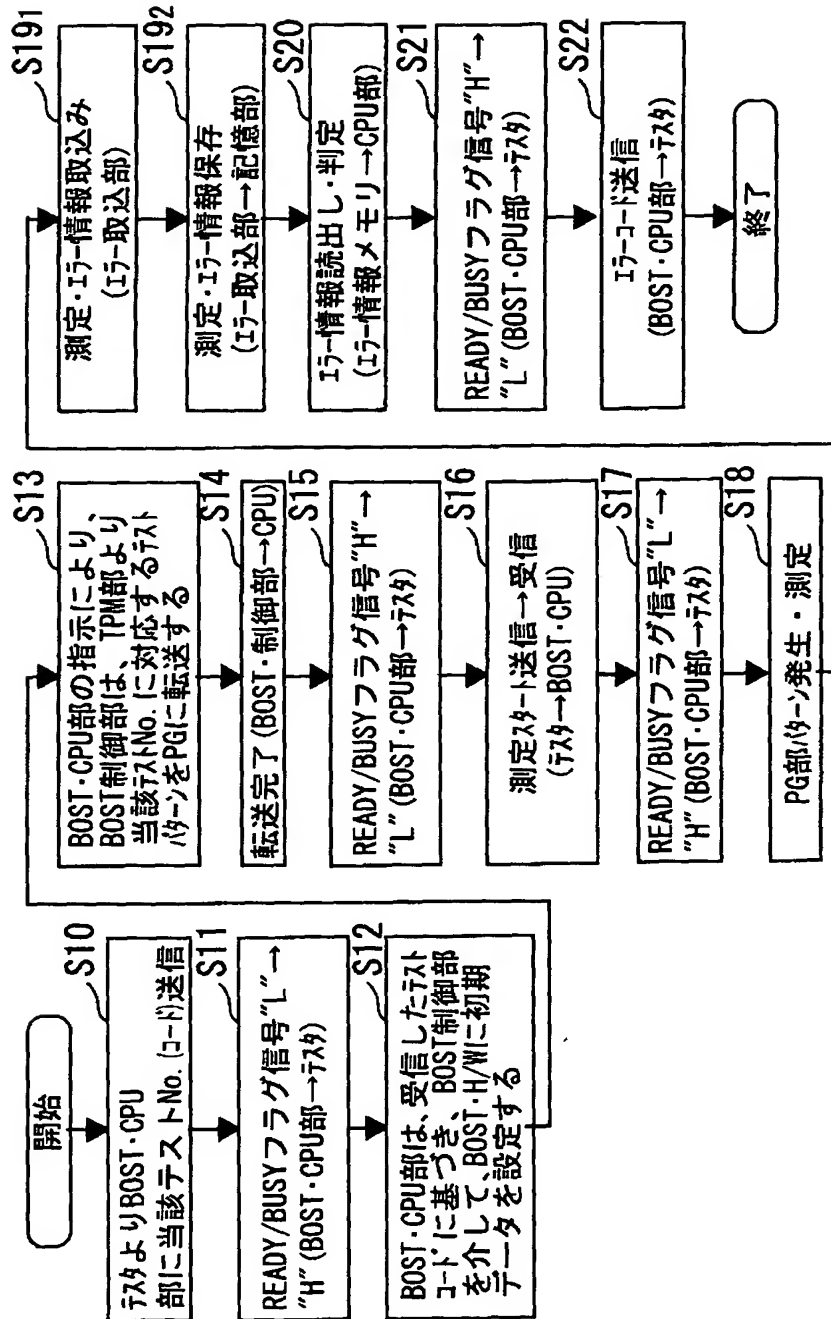 開始
S10
テスタよりBOST・CPU
部に当該テストNo.(コード)送信
S11
READY/BUSYフラグ信号"L"→
"H"(BOST・CPU部→テスタ)
S12
BOST・CPU部は、受信したテスト
コードに基づき、BOST制御部
を介して、BOST・H/Wに初期
データを設定する
S13
BOST・CPU部の指示により、
BOST制御部は、TPM部より
当該テストNo.に対応するテスト
パターンをPGに転送する
S14
転送完了(BOST・制御部→CPU)
S15
READY/BUSYフラグ信号"H"→
"L"(BOST・CPU部→テスタ)
S16
測定スタート送信→受信
(テスタ→BOST・CPU)
S17
READY/BUSYフラグ信号"L"→
"H"(BOST・CPU部→テスタ)
S18
PG部パターン発生・測定
S191
測定・エラー情報取込み
(エラー取込部)
S192
測定・エラー情報保存
(エラー取込部→記憶部)
S20
エラー情報読出し・判定
(エラー情報メモリ→CPU部)
S21
READY/BUSYフラグ信号"H"→
"L"(BOST・CPU部→テスタ)
S22
エラーコード送信
(BOST・CPU部→テスタ)
終了